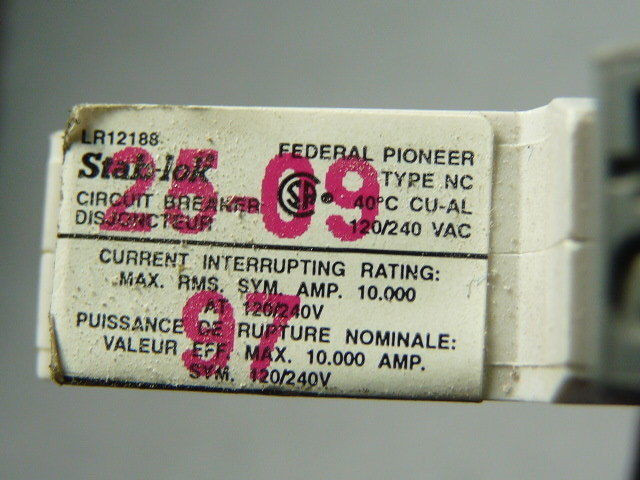 LR12188
Stab-lok®
CIRCUIT BREAKER
DISJONCTEUR
FEDERAL PIONEER
TYPE NC
40°C CU-AL
120/240 VAC
25-09
CURRENT INTERRUPTING RATING:
MAX. RMS. SYM. AMP. 10.000
AT 120/240V
97
PUISSANCE DE RUPTURE NOMINALE:
VALEUR EFF. MAX. 10.000 AMP.
SYM. 120/240V